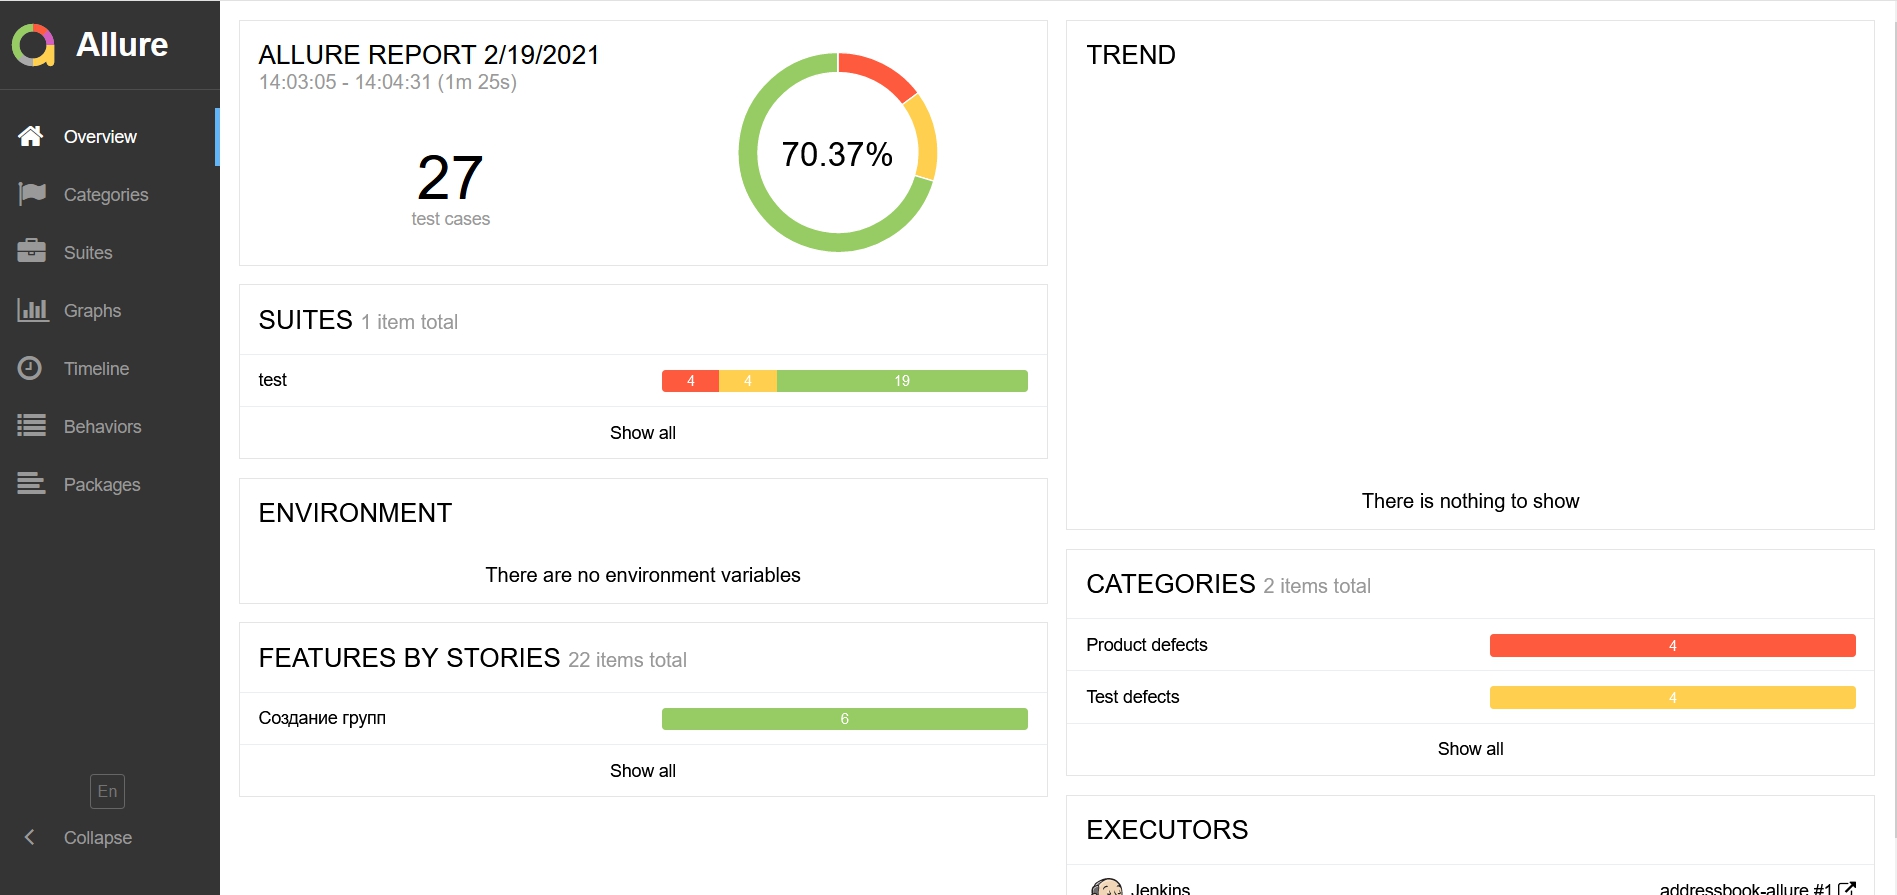 Allure
Overview
Categories
Suites
Graphs
Timeline
Behaviors
Packages
En
Collapse
ALLURE REPORT 2/19/2021
14:03:05 - 14:04:31 (1m 25s)
27
test cases
70.37%
SUITES 1 item total
test 4 4 19
Show all
ENVIRONMENT
There are no environment variables
FEATURES BY STORIES 22 items total
Создание групп 6
Show all
TREND
There is nothing to show
CATEGORIES 2 items total
Product defects 4
Test defects 4
Show all
EXECUTORS
Jenkins addressbook-allure #1